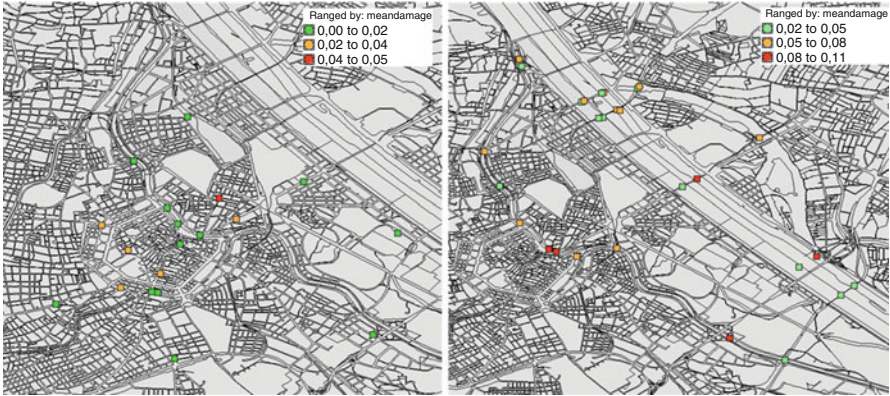 Ranged by: meandamage
0,00 to 0,02
0,02 to 0,04
0,04 to 0,05
Ranged by: meandamage
0,02 to 0,05
0,05 to 0,08
0,08 to 0,11